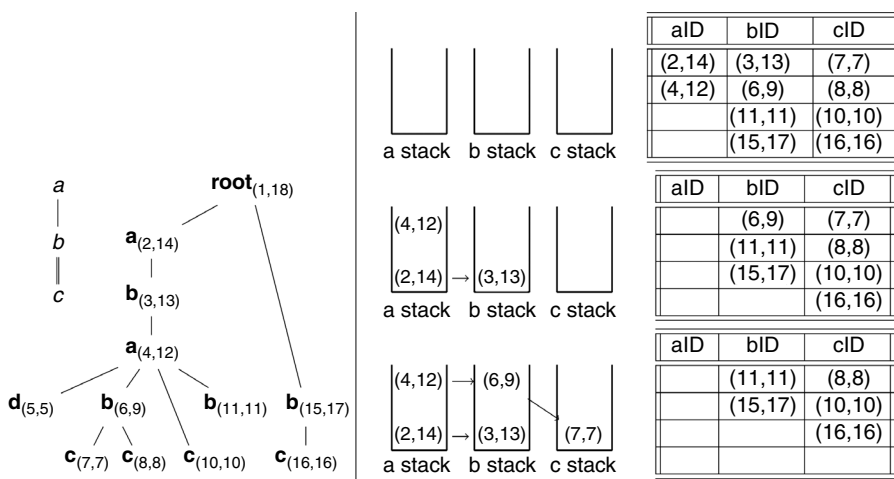 a
b
c
root(1,18)
a(2,14)
b(3,13)
a(4,12)
d(5,5) b(6,9) b(11,11) b(15,17)
c(7,7) c(8,8) c(10,10) c(16,16)
a stack b stack c stack
aID bID cID
(2,14) (3,13) (7,7)
(4,12) (6,9) (8,8)
(11,11) (10,10)
(15,17) (16,16)
(4,12)
(2,14) → (3,13)
a stack b stack c stack
aID bID cID
(6,9) (7,7)
(11,11) (8,8)
(15,17) (10,10)
(16,16)
(4,12) → (6,9)
(2,14) → (3,13) (7,7)
a stack b stack c stack
aID bID cID
(11,11) (8,8)
(15,17) (10,10)
(16,16)